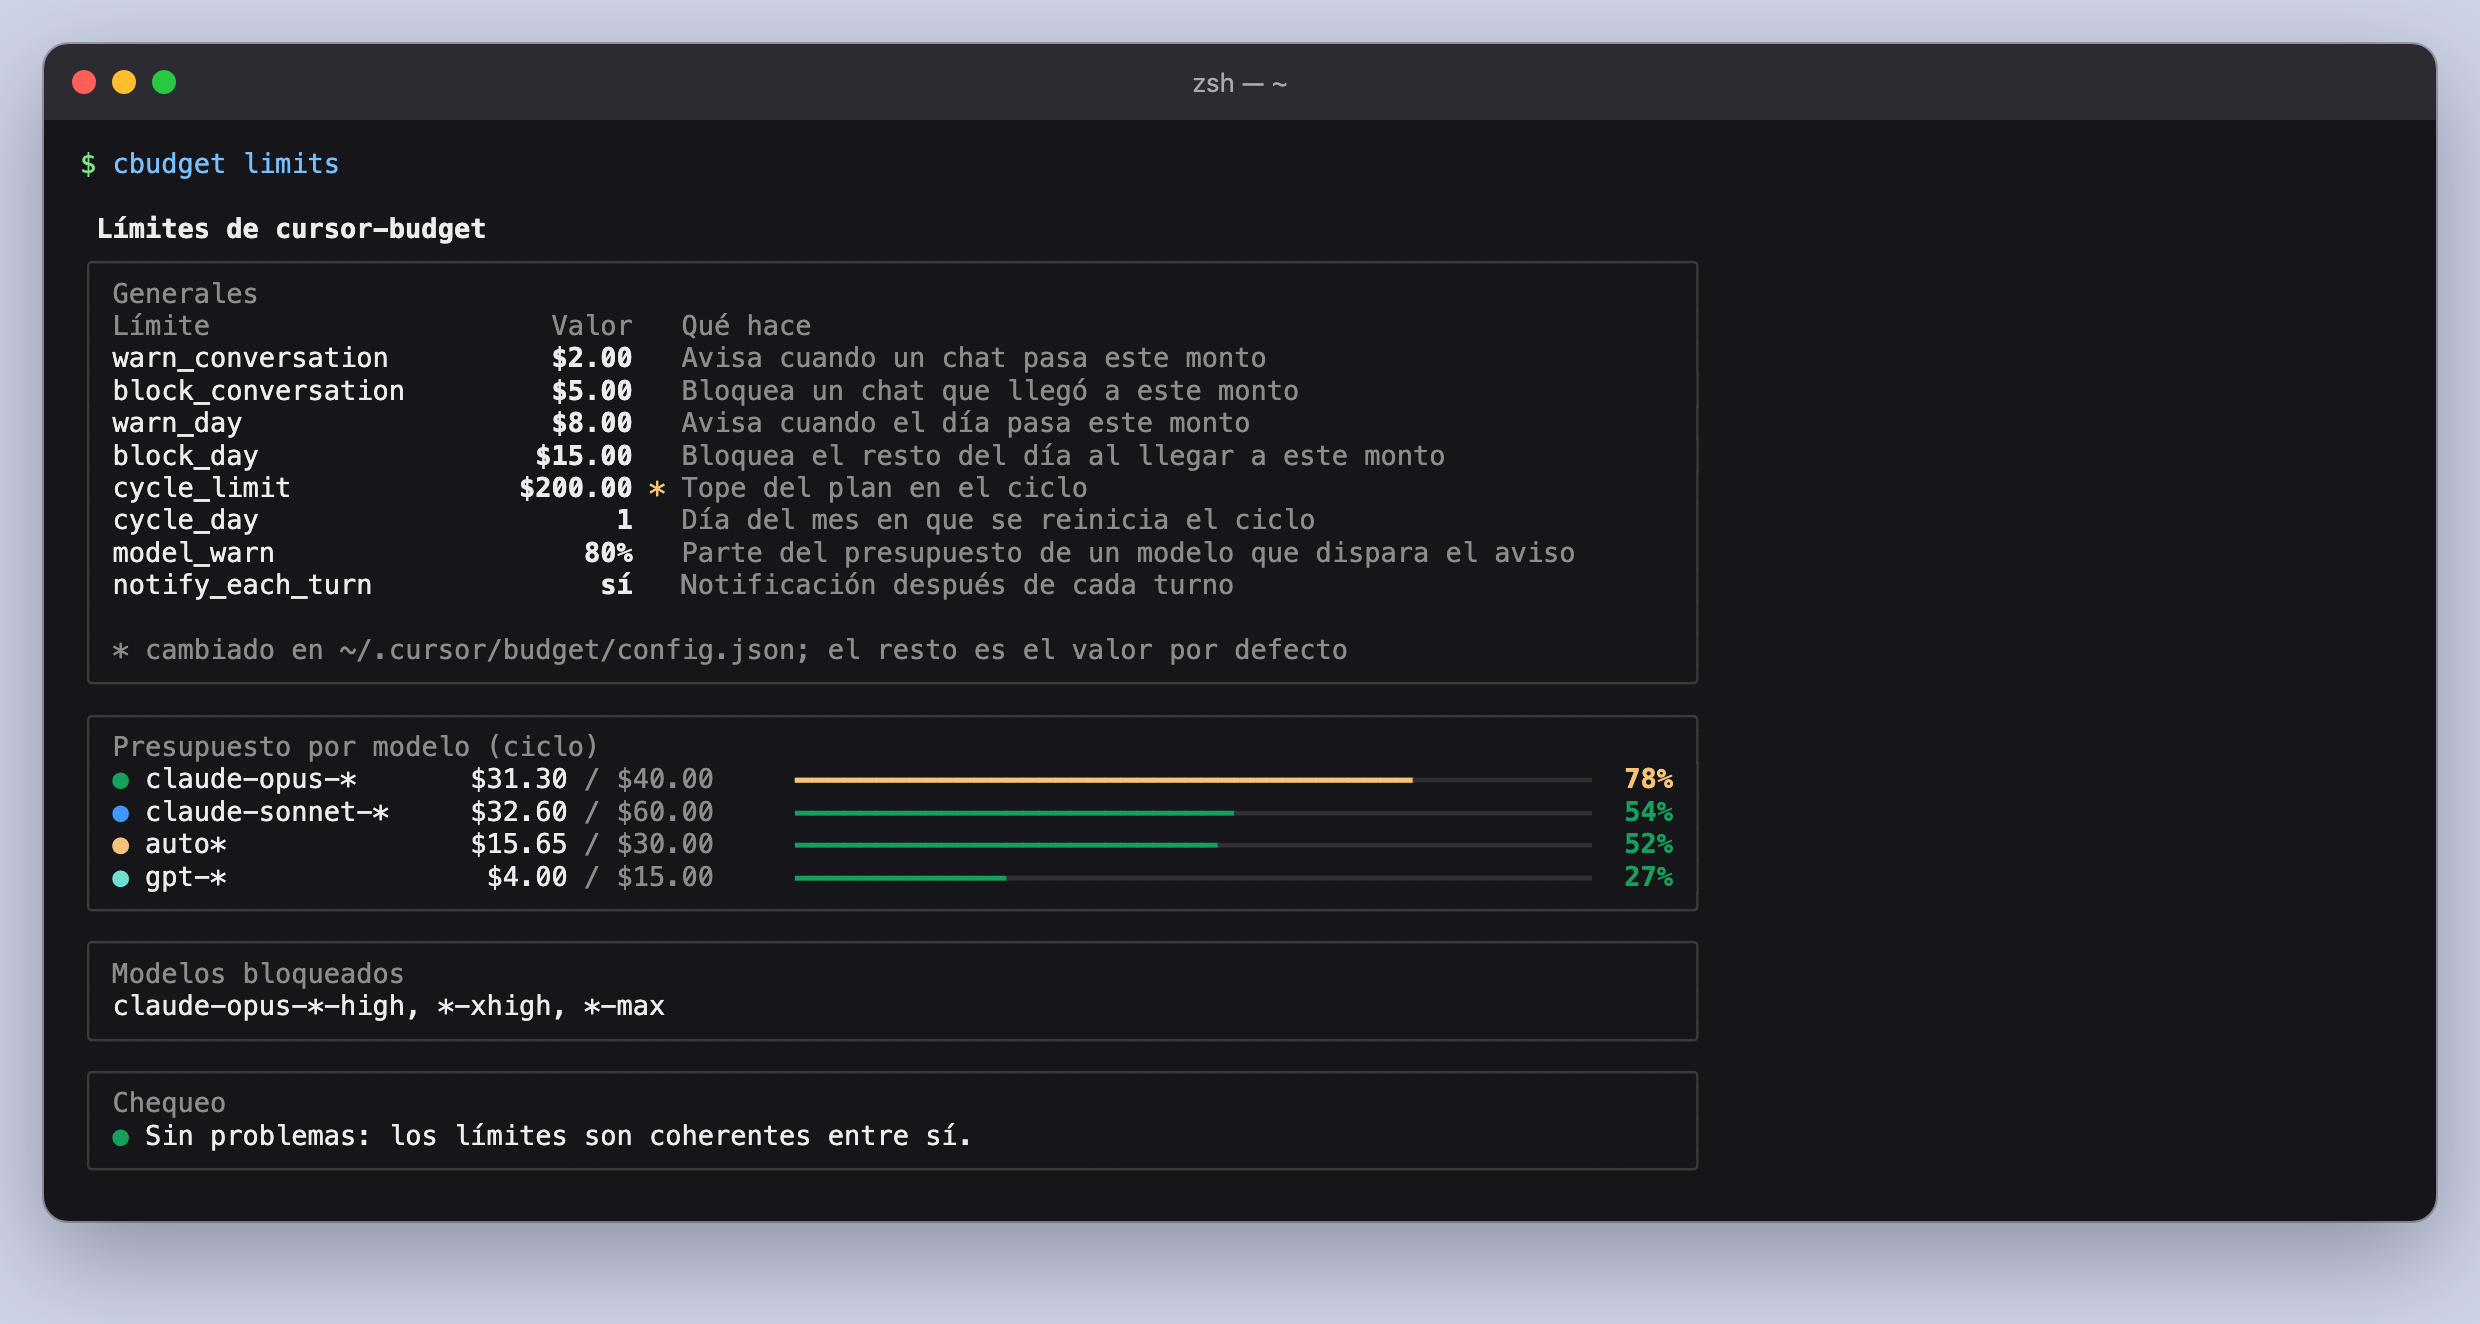 zsh — ~
$ cbudget limits
Límites de cursor-budget
Generales
Límite Valor Qué hace
warn_conversation $2.00 Avisa cuando un chat pasa este monto
block_conversation $5.00 Bloquea un chat que llegó a este monto
warn_day $8.00 Avisa cuando el día pasa este monto
block_day $15.00 Bloquea el resto del día al llegar a este monto
cycle_limit $200.00 * Tope del plan en el ciclo
cycle_day 1 Día del mes en que se reinicia el ciclo
model_warn 80% Parte del presupuesto de un modelo que dispara el aviso
notify_each_turn sí Notificación después de cada turno
* cambiado en ~/.cursor/budget/config.json; el resto es el valor por defecto
Presupuesto por modelo (ciclo)
● claude-opus-* $31.30 / $40.00 78%
● claude-sonnet-* $32.60 / $60.00 54%
● auto* $15.65 / $30.00 52%
● gpt-* $4.00 / $15.00 27%
Modelos bloqueados
claude-opus-*-high, *-xhigh, *-max
Chequeo
● Sin problemas: los límites son coherentes entre sí.